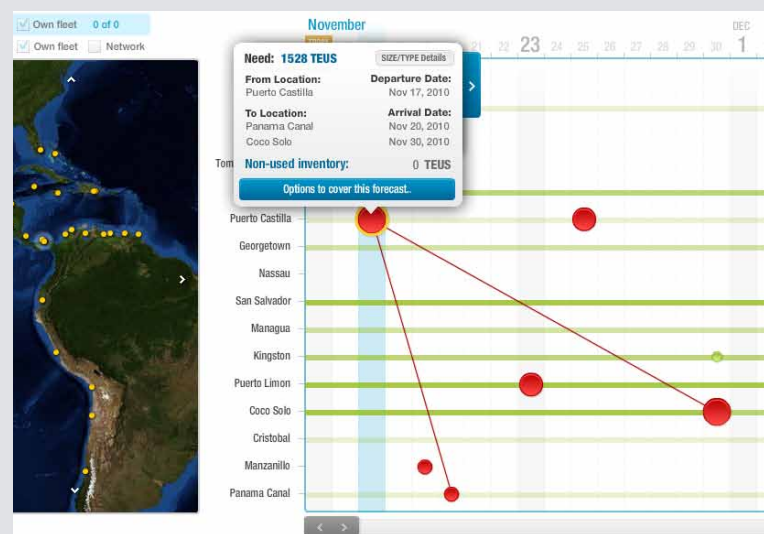 Own fleet 0 of 0
Own fleet Network
November
DEC
21 22 23 24 25 26 27 28 29 30 1
Need: 1528 TEUS SIZE/TYPE Details
From Location: Departure Date:
Puerto Castilla Nov 17, 2010
To Location: Arrival Date:
Panama Canal Nov 20, 2010
Coco Solo Nov 30, 2010
Tom
Non-used inventory: 0 TEUS
Options to cover this forecast..
Puerto Castilla
Georgetown
Nassau
San Salvador
Managua
Kingston
Puerto Limon
Coco Solo
Cristobal
Manzanillo
Panama Canal